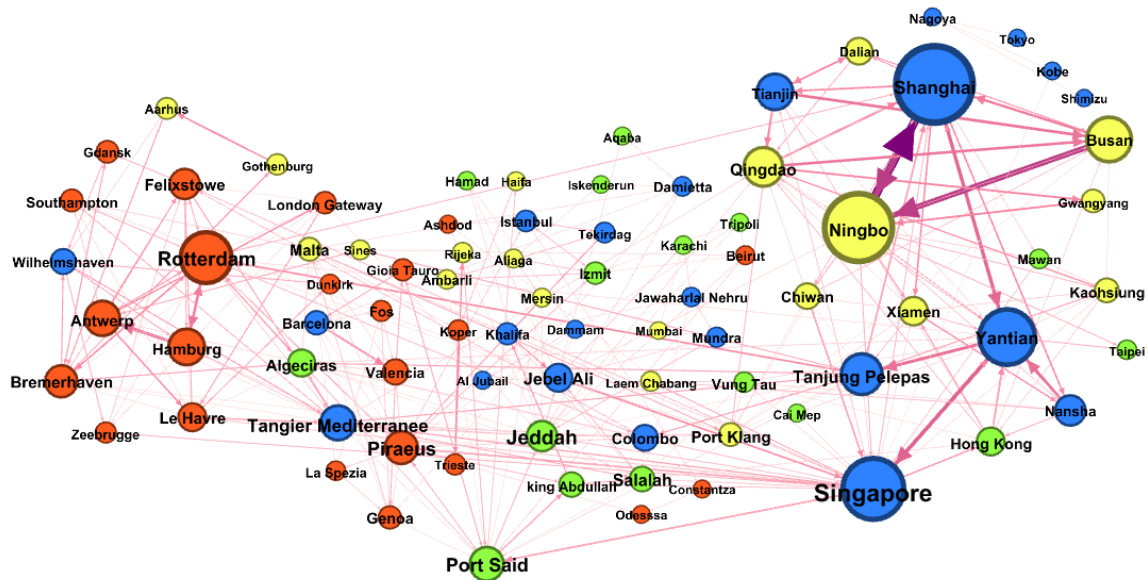 Nagoya
Tokyo
Dalian
Kobe
Shanghai
Tianjin
Shimizu
Aarhus
Busan
Aqaba
Gdansk
Gothenburg
Qingdao
Felixstowe
Hamad
Haifa
Iskenderun
Damietta
Southampton
London Gateway
Gwangyang
Ashdod
Istanbul
Tripoli
Ningbo
Tekirdag
Karachi
Malta
Sines
Rijeka
Aliaga
Beirut
Mawan
Rotterdam
Wilhelmshaven
Gioia Tauro
Izmit
Ambarli
Dunkirk
Kaohsiung
Mersin
Jawaharlal Nehru
Chiwan
Xiamen
Fos
Antwerp
Barcelona
Koper
Khalifa
Dammam
Mumbai
Mundra
Yantian
Hamburg
Taipei
Algeciras
Valencia
Bremerhaven
Al Jubail
Jebel Ali
Laem Chabang
Vung Tau
Tanjung Pelepas
Nansha
Cai Mep
Le Havre
Tangier Mediterranee
Zeebrugge
Jeddah
Colombo
Port Klang
Hong Kong
Piraeus
La Spezia
Trieste
king Abdullah
Salalah
Constantza
Singapore
Genoa
Odesssa
Port Said